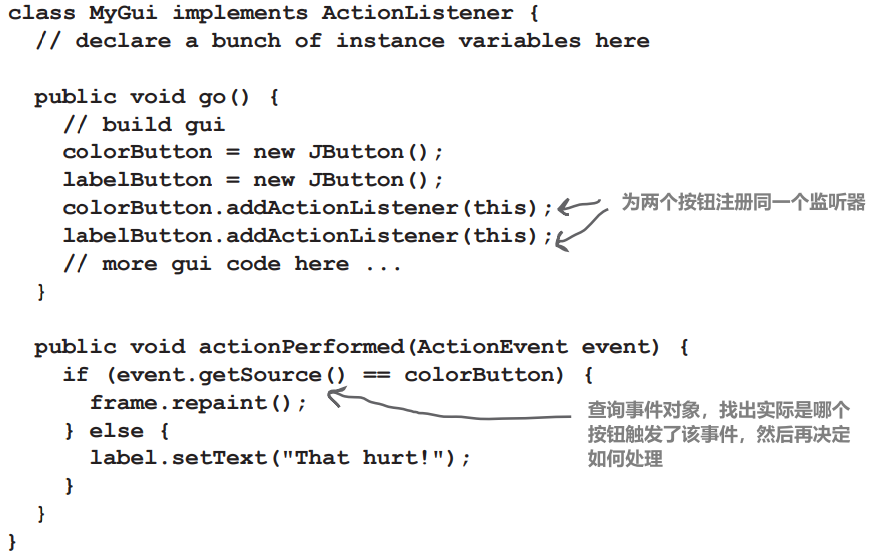 class MyGui implements ActionListener {
// declare a bunch of instance variables here
public void go() {
// build gui
colorButton = new JButton();
labelButton = new JButton();
colorButton.addActionListener(this);
labelButton.addActionListener(this);
为两个按钮注册同一个监听器
// more gui code here ...
}
public void actionPerformed(ActionEvent event) {
if (event.getSource() == colorButton) {
frame.repaint();
} else {
label.setText("That hurt!");
}
}
}
查询事件对象，找出实际是哪个
按钮触发了该事件，然后再决定
如何处理